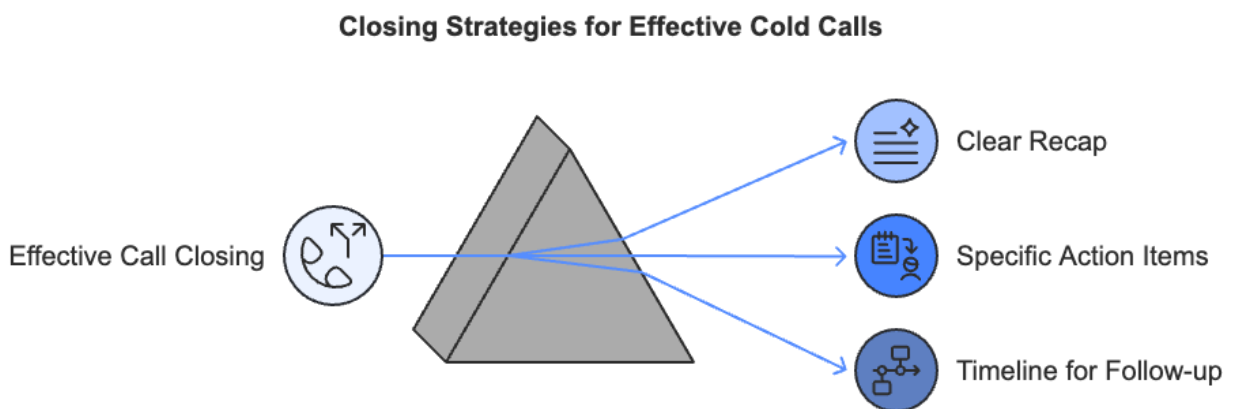 Closing Strategies for Effective Cold Calls
Effective Call Closing
Clear Recap
Specific Action Items
Timeline for Follow-up